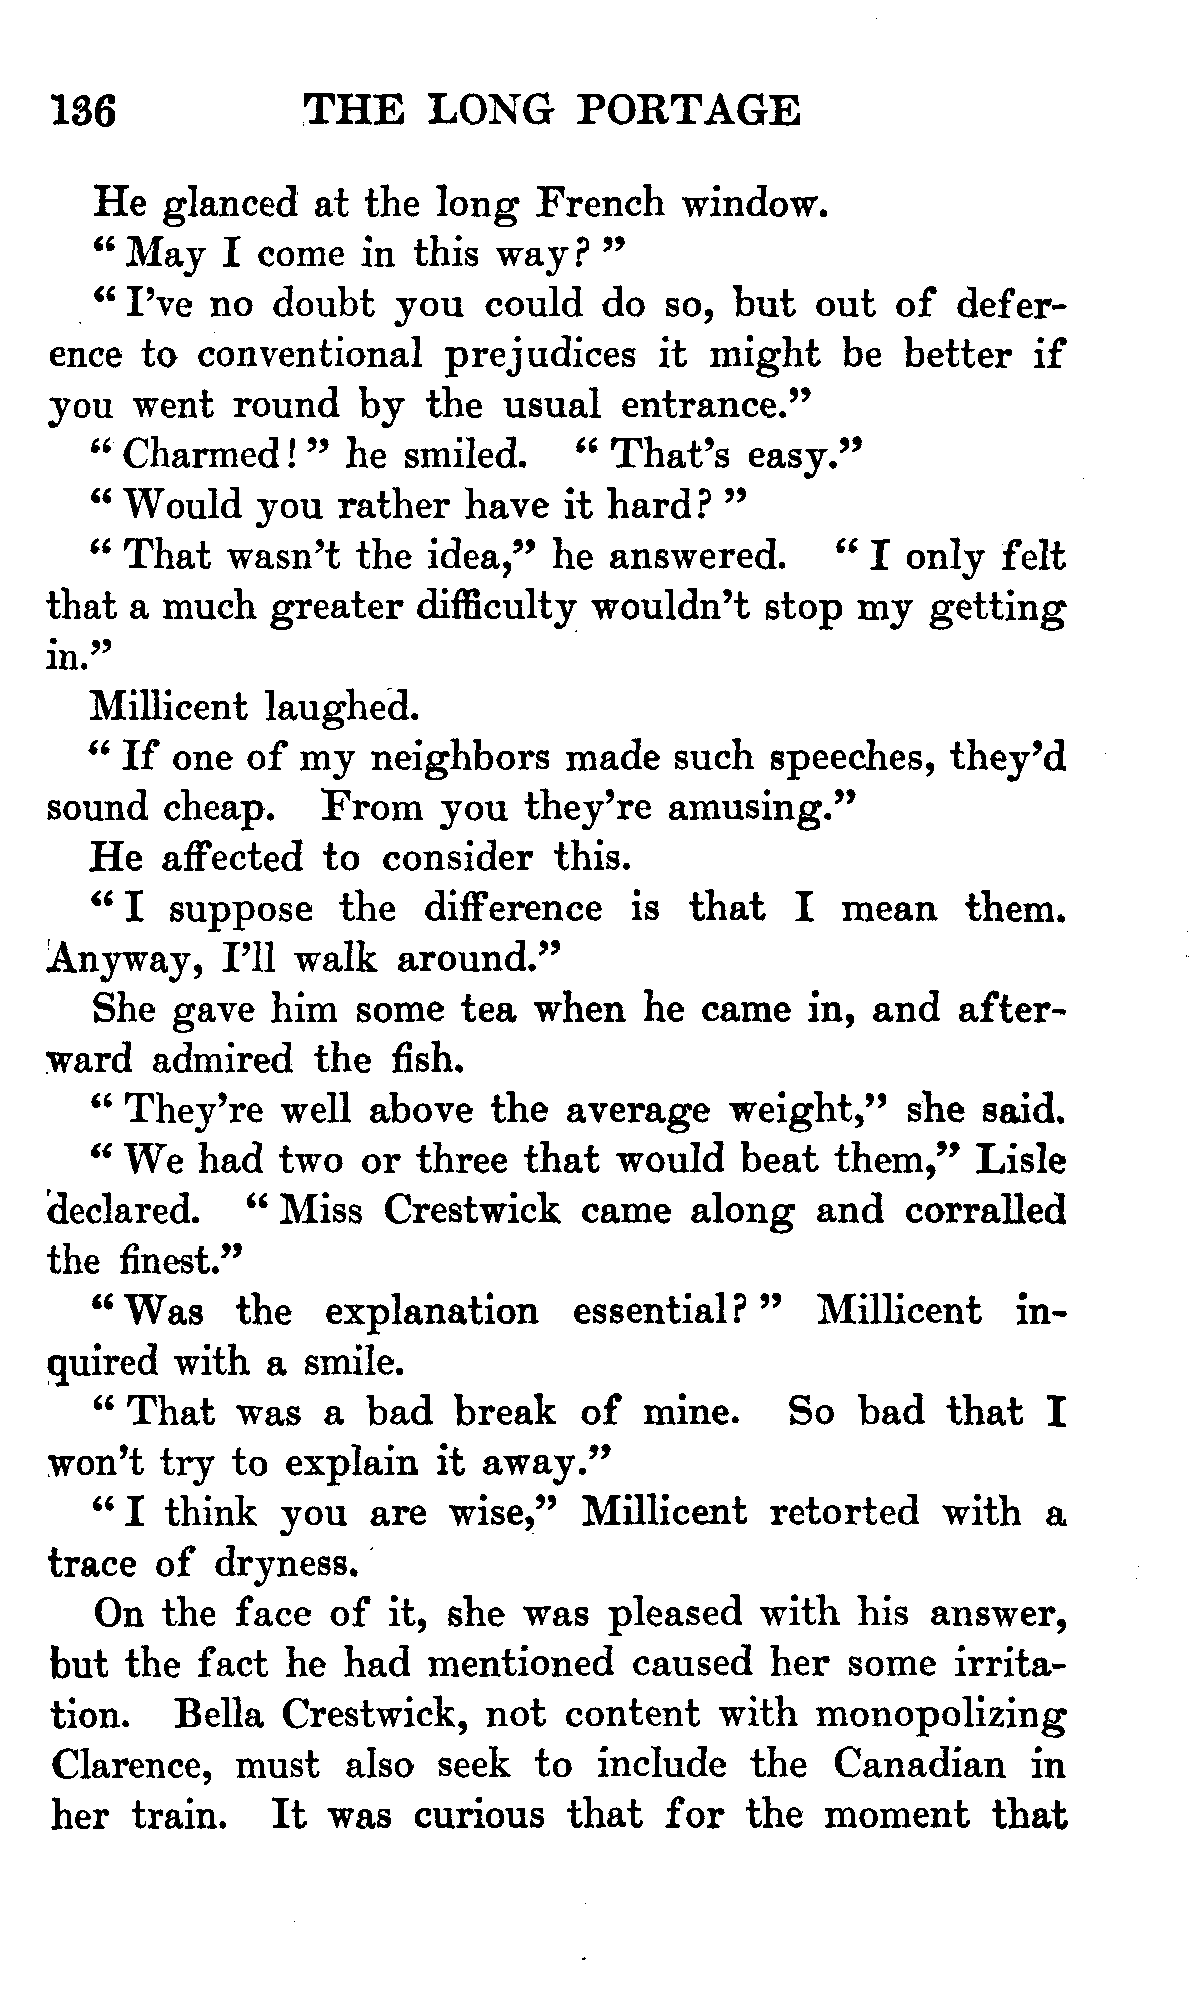 136 THE LONG PORTAGE
He glanced at the long French window.
" May I come in this way? "
" I've no doubt you could do so, but out of defer-
ence to conventional prejudices it might be better if
you went round by the usual entrance."
" Charmed! " he smiled. " That's easy."
" Would you rather have it hard? "
" That wasn't the idea," he answered. " I only felt
that a much greater difficulty wouldn't stop my getting
in."
Millicent laughed.
" If one of my neighbors made such speeches, they'd
sound cheap. From you they're amusing."
He affected to consider this.
" I suppose the difference is that I mean them.
Anyway, I'll walk around."
She gave him some tea when he came in, and after-
ward admired the fish.
" They're well above the average weight," she said.
" We had two or three that would beat them," Lisle
declared. " Miss Crestwick came along and corralled
the finest."
" Was the explanation essential? " Millicent in-
quired with a smile.
" That was a bad break of mine. So bad that I
won't try to explain it away."
" I think you are wise," Millicent retorted with a
trace of dryness.
On the face of it, she was pleased with his answer,
but the fact he had mentioned caused her some irrita-
tion. Bella Crestwick, not content with monopolizing
Clarence, must also seek to include the Canadian in
her train. It was curious that for the moment that